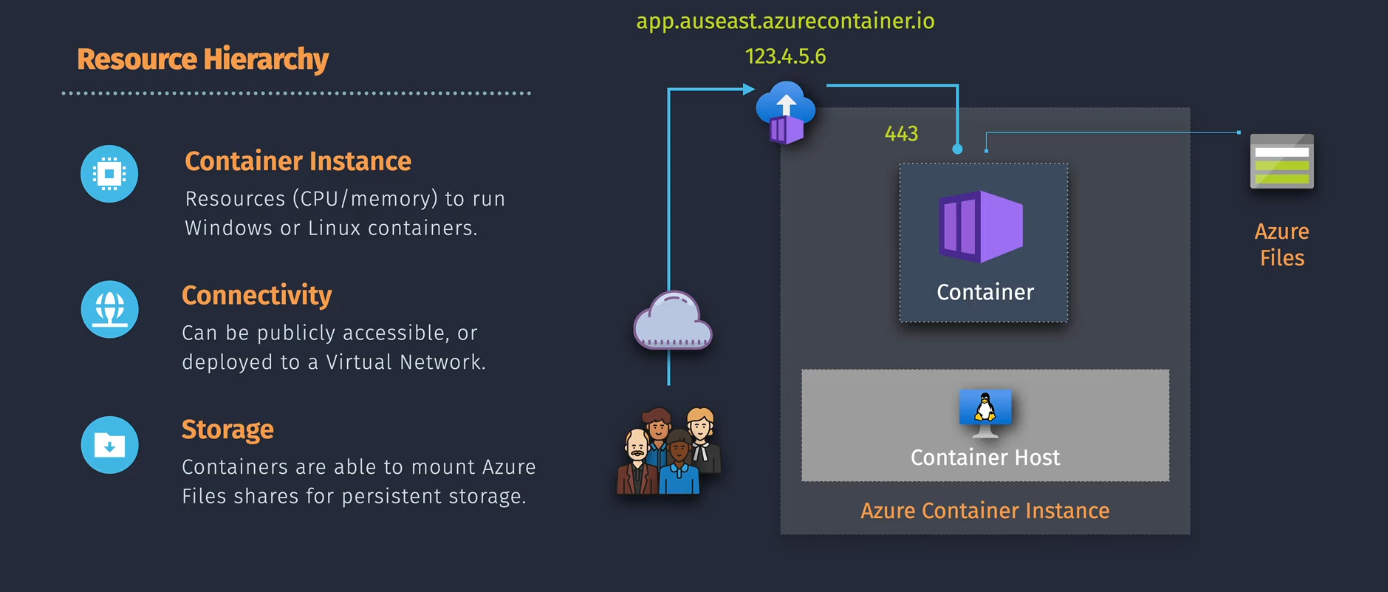 Resource Hierarchy
Container Instance
Resources (CPU/memory) to run
Windows or Linux containers.
Connectivity
Can be publicly accessible, or
deployed to a Virtual Network.
Storage
Containers are able to mount Azure
Files shares for persistent storage.
app.auseast.azurecontainer.io
123.4.5.6
443
Container
Container Host
Azure Container Instance
Azure
Files